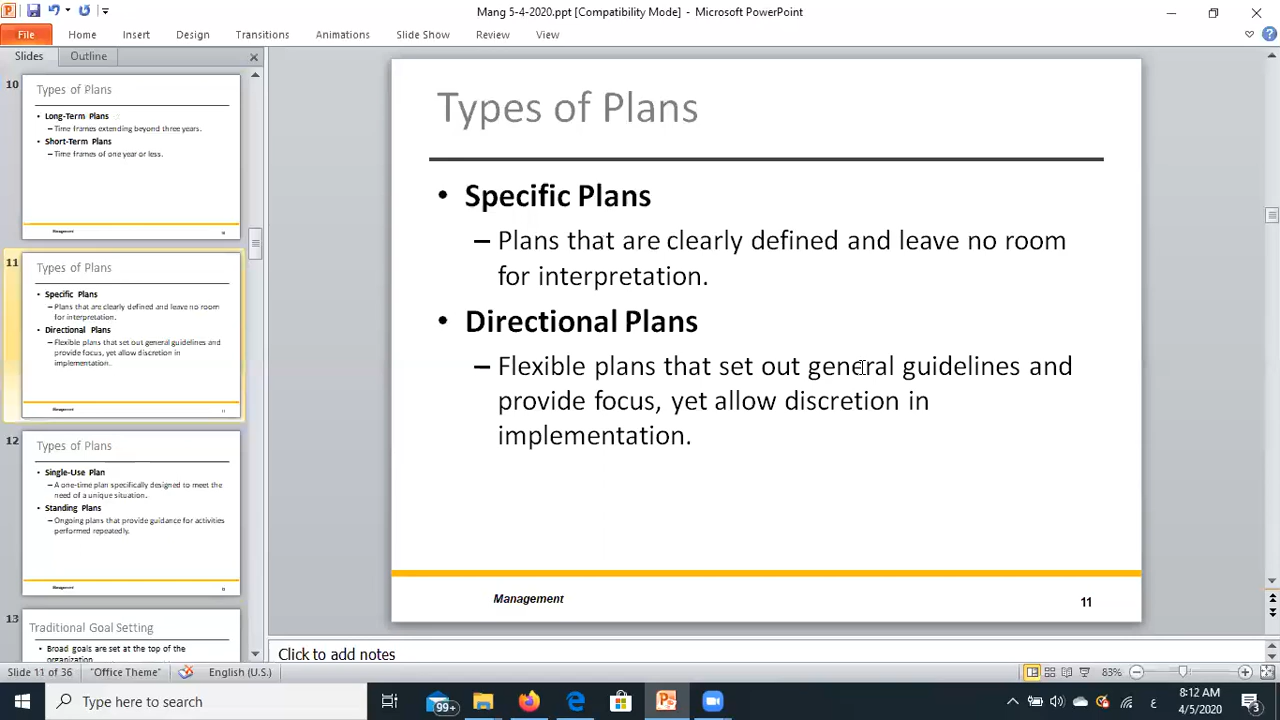 Mang 5-4-2020.ppt [Compatibility Mode] - Microsoft PowerPoint
File Home Insert Design Transitions Animations Slide Show Review View
Slides Outline
10
Types of Plans
• Long-Term Plans
– Time frames extending beyond three years.
• Short-Term Plans
– Time frames of one year or less.
Management 10
11
Types of Plans
• Specific Plans
– Plans that are clearly defined and leave no room
for interpretation.
• Directional Plans
– Flexible plans that set out general guidelines and
provide focus, yet allow discretion in
implementation.
Management 11
12
Types of Plans
• Single-Use Plan
– A one-time plan specifically designed to meet the
need of a unique situation.
• Standing Plans
– Ongoing plans that provide guidance for activities
performed repeatedly.
Management
13
Traditional Goal Setting
• Broad goals are set at the top of the
organization
Types of Plans
• Specific Plans
– Plans that are clearly defined and leave no room
for interpretation.
• Directional Plans
– Flexible plans that set out general guidelines and
provide focus, yet allow discretion in
implementation.
Management 11
Click to add notes
Slide 11 of 36 "Office Theme" English (U.S.) 83%
Type here to search 99+ ع 8:12 AM
4/5/2020 3